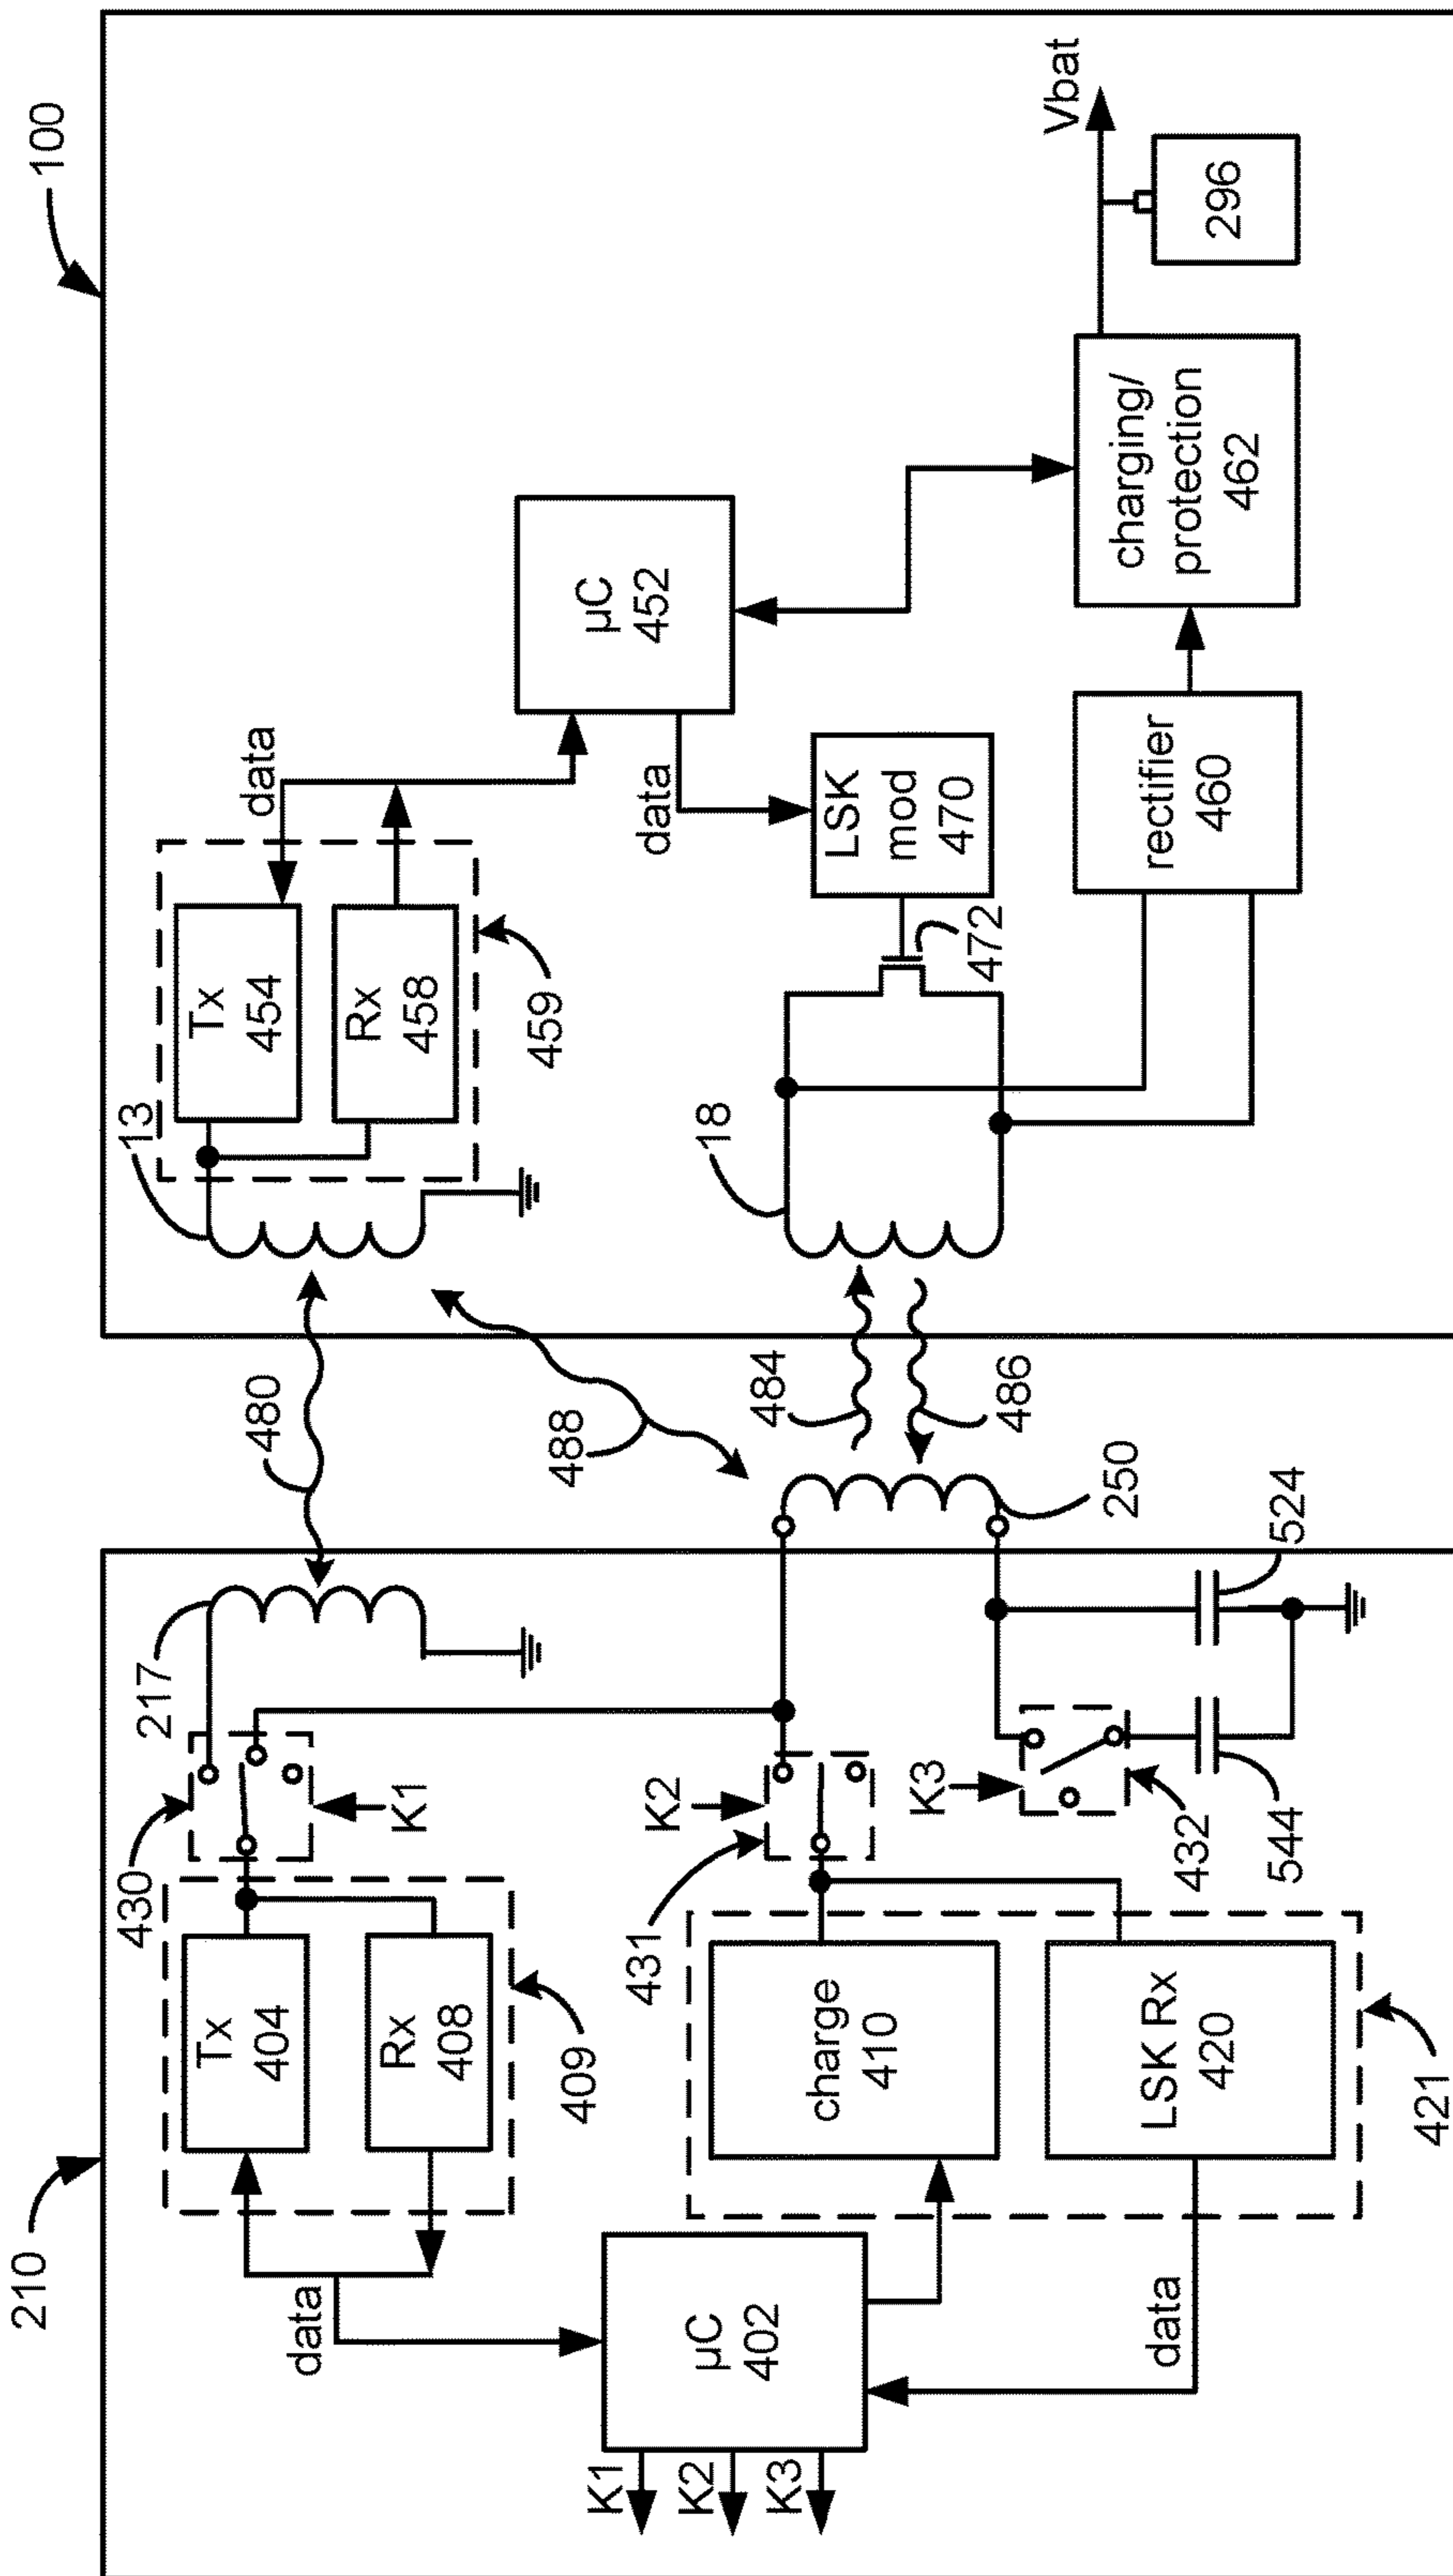 210
100
data
Tx
404
Rx
408
409
430
K1
217
480
13
Tx
454
Rx
458
459
data
488
µC
402
K1
K2
K3
charge
410
LSK Rx
420
421
data
431
K2
K3
432
544
524
250
484
486
18
472
LSK
mod
470
data
µC
452
rectifier
460
charging/
protection
462
Vbat
296